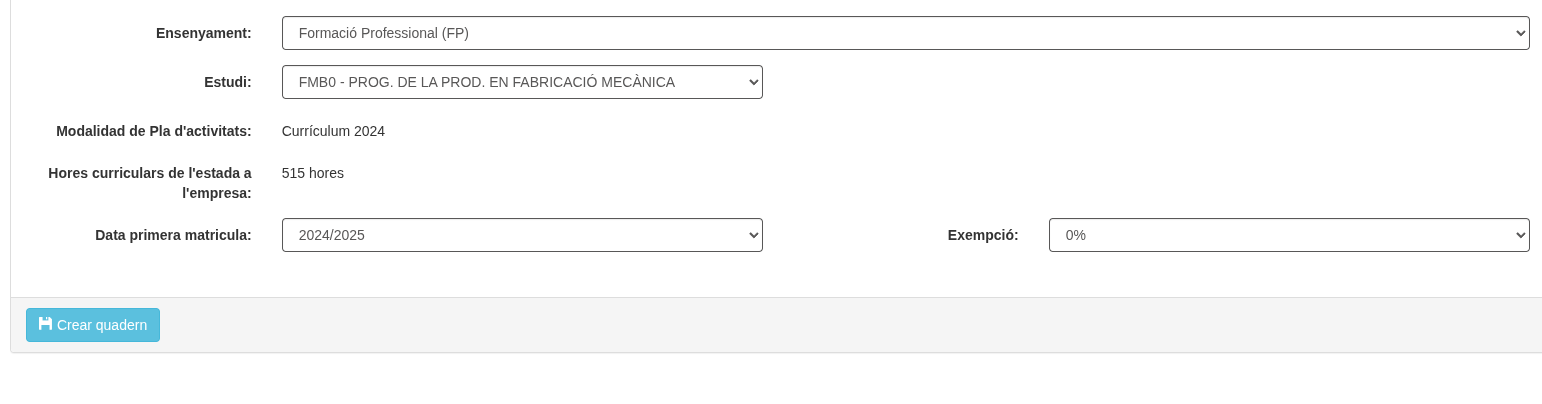 Ensenyament: Formació Professional (FP)
Estudi: FMB0 - PROG. DE LA PROD. EN FABRICACIÓ MECÀNICA
Modalidad de Pla d'activitats: Currículum 2024
Hores curriculars de l'estada a 515 hores
l'empresa:
Data primera matricula: 2024/2025 Exempció: 0%
Crear quadern